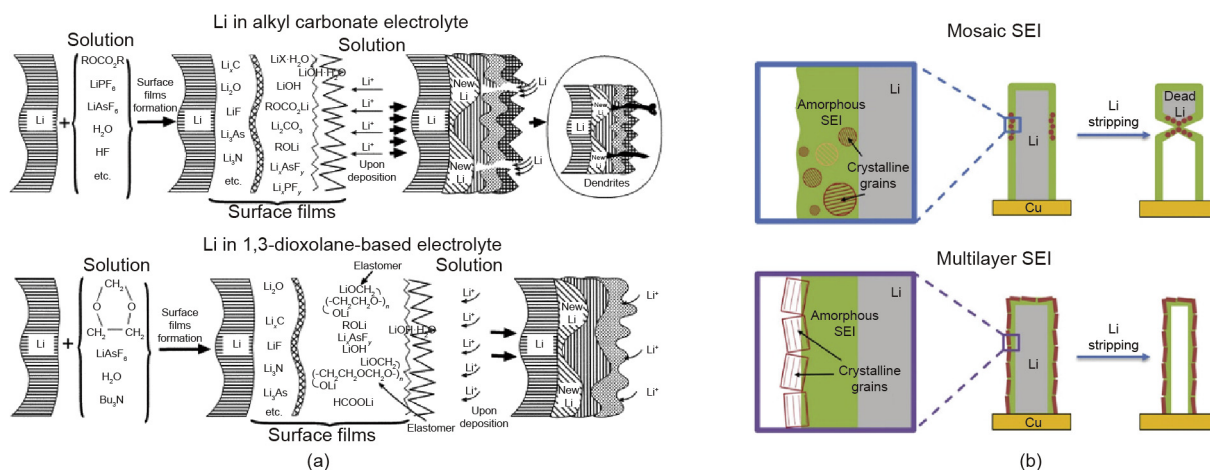 Li in alkyl carbonate electrolyte
Solution
ROCO₂R
LiPF₆
LiAsF₆
H₂O
HF
etc.
Li
+
Surface
films
formation
Li
LiₓC
Li₂O
LiF
Li₃As
Li₃N
etc.
LiX·H₂O
LiOH·H₂O
LiOH
ROCO₂Li
Li₂CO₃
ROLi
LiₓAsFᵧ
LiₓPFᵧ
Surface films
Solution
Li⁺
Li⁺
Li⁺
Li⁺
Upon
deposition
Li
New
Li
New
Li
Li
Li
Li
New
Li
New
Li
Dendrites
Li in 1,3-dioxolane-based electrolyte
Solution
CH₂
O
O
CH₂
CH₂
LiAsF₆
H₂O
Bu₃N
Li
+
Surface
films
formation
Li
Li₂O
LiₓC
LiF
Li₃N
Li₃As
etc.
Elastomer
LiOCH₂
(-CH₂CH₂O-)ₙ
OLi
ROLi
LiₓAsFᵧ
LiOH
LiOH·H₂O
LiOCH₂
(-CH₂CH₂OCH₂O-)ₙ
OLi
HCOOLi
Elastomer
Surface films
Solution
Li⁺
Li⁺
Li⁺
Li⁺
Li⁺
Upon
deposition
Li
New
Li
New
Li
Li⁺
Li⁺
Li⁺
(a)
Mosaic SEI
Amorphous
SEI
Crystalline
grains
Li
Li
Cu
Li
stripping
Dead
Li
Multilayer SEI
Amorphous
SEI
Crystalline
grains
Li
Li
Cu
Li
stripping
(b)